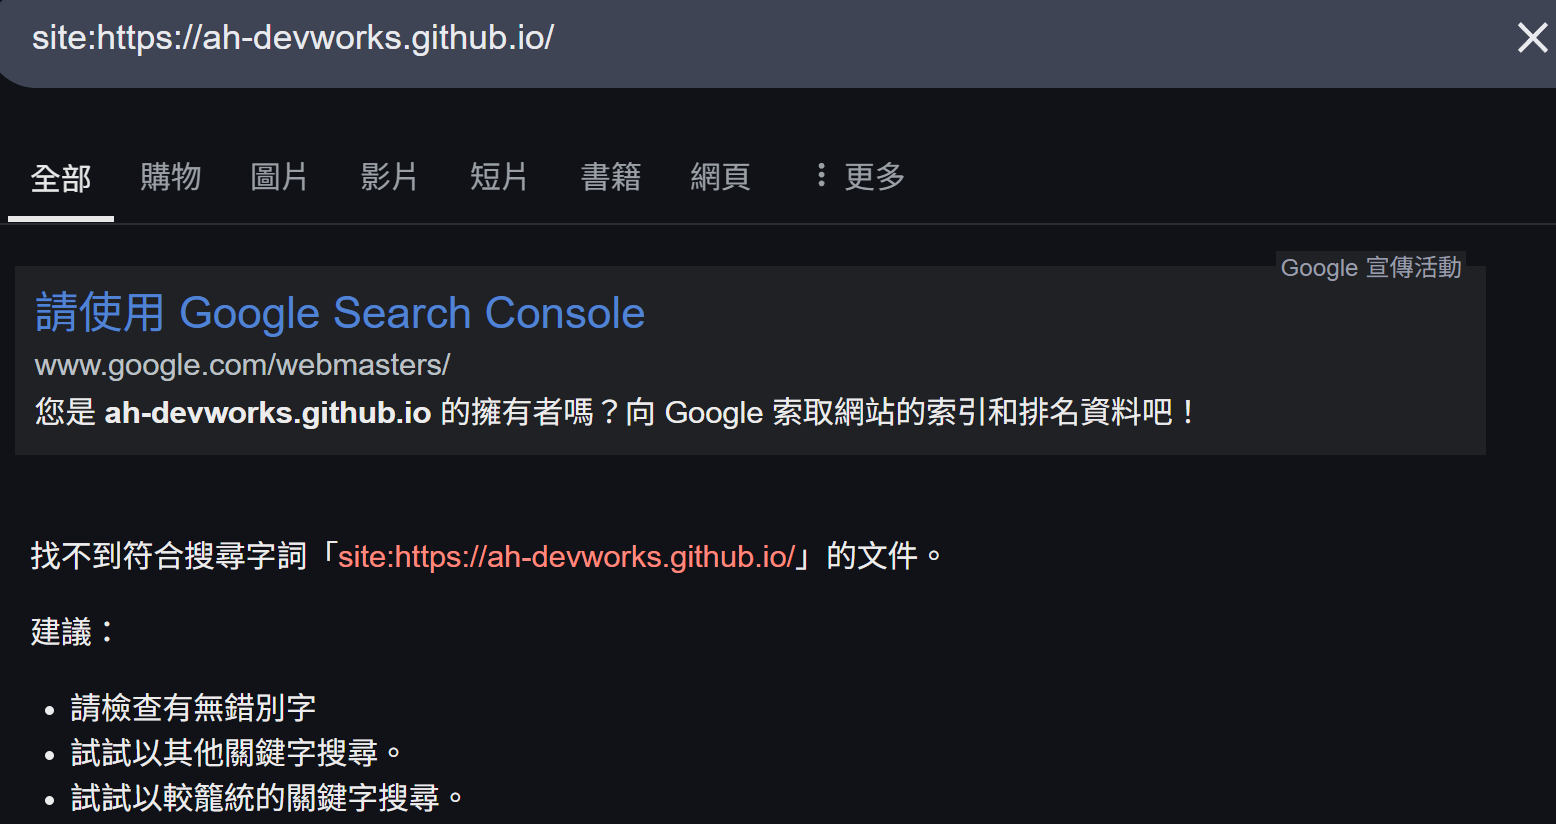 site:https://ah-devworks.github.io/
全部 購物 圖片 影片 短片 書籍 網頁 更多
Google 宣傳活動
請使用 Google Search Console
www.google.com/webmasters/
您是 ah-devworks.github.io 的擁有者嗎？向 Google 索取網站的索引和排名資料吧！
找不到符合搜尋字詞「site:https://ah-devworks.github.io/」的文件。
建議：
請檢查有無錯別字
試試以其他關鍵字搜尋。
試試以較籠統的關鍵字搜尋。